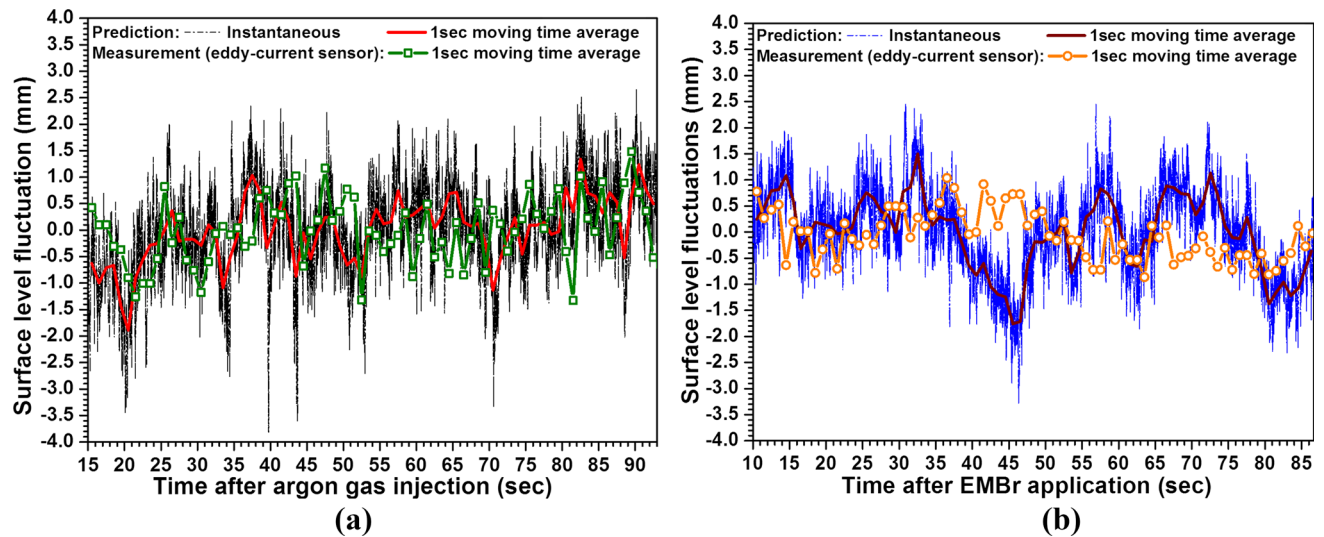 Surface level fluctuation (mm)
4.0
3.5
3.0
2.5
2.0
1.5
1.0
0.5
0.0
-0.5
-1.0
-1.5
-2.0
-2.5
-3.0
-3.5
-4.0
Prediction: Instantaneous 1sec moving time average
Measurement (eddy-current sensor): 1sec moving time average
15 20 25 30 35 40 45 50 55 60 65 70 75 80 85 90
Time after argon gas injection (sec)
(a)
Surface level fluctuations (mm)
4.0
3.5
3.0
2.5
2.0
1.5
1.0
0.5
0.0
-0.5
-1.0
-1.5
-2.0
-2.5
-3.0
-3.5
-4.0
Prediction: Instantaneous 1sec moving time average
Measurement (eddy-current sensor): 1sec moving time average
10 15 20 25 30 35 40 45 50 55 60 65 70 75 80 85
Time after EMBr application (sec)
(b)